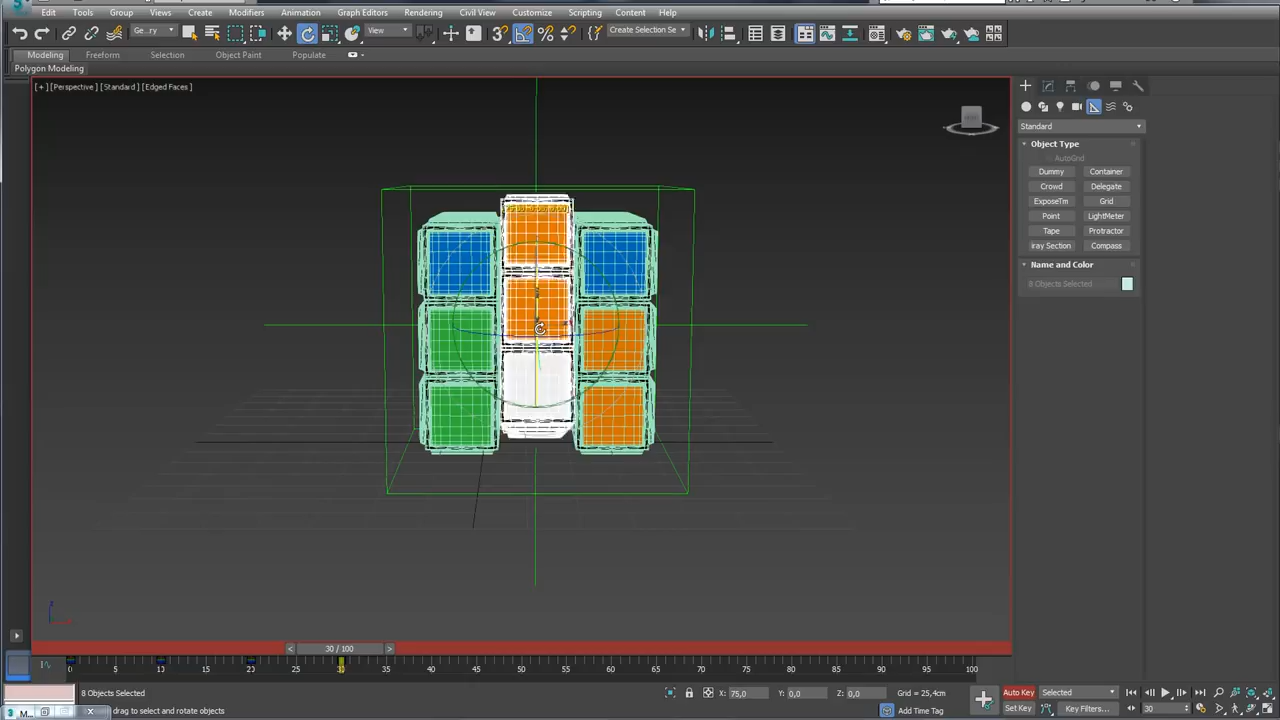 Edit Tools Group Views Create Modifiers Animation Graph Editors Rendering Civil View Customize Scripting Content Help
Ge...ry View Create Selection Se
Modeling Freeform Selection Object Paint Populate
Polygon Modeling
[+] [Perspective] [Standard] [Edged Faces]
Standard
Object Type
AutoGrid
Dummy Container
Crowd Delegate
ExposeTm Grid
Point LightMeter
Tape Protractor
iray Section Compass
Name and Color
8 Objects Selected
30 / 100
0 5 10 15 20 25 30 35 40 45 50 55 60 65 70 75 80 85 90 95 100
8 Objects Selected X: 75,0 Y: 0,0 Z: 0,0 Grid = 25,4cm Auto Key Selected
drag to select and rotate objects Add Time Tag Set Key Key Filters... 30
3 M...